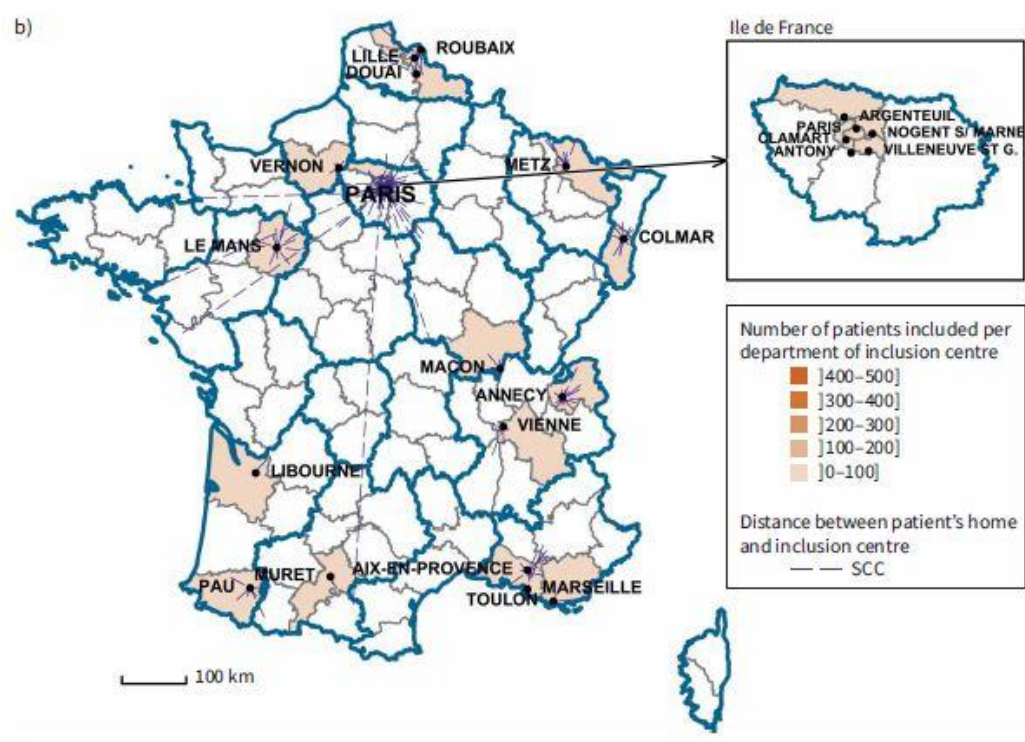 b)
Ile de France
ROUBAIX
LILLE
DOUAI
VERNON
PARIS
METZ
COLMAR
LE MANS
MACON
ANNECY
VIENNE
LIBOURNE
PAU
MURET
AIX-EN-PROVENCE
TOULON
MARSEILLE
100 km
ARGENTEUIL
PARIS
NOGENT S/ MARNE
CLAMART
ANTONY
VILLENEUVE ST G.
Number of patients included per
department of inclusion centre
]400–500]
]300–400]
]200–300]
]100–200]
]0–100]
Distance between patient's home
and inclusion centre
SCC